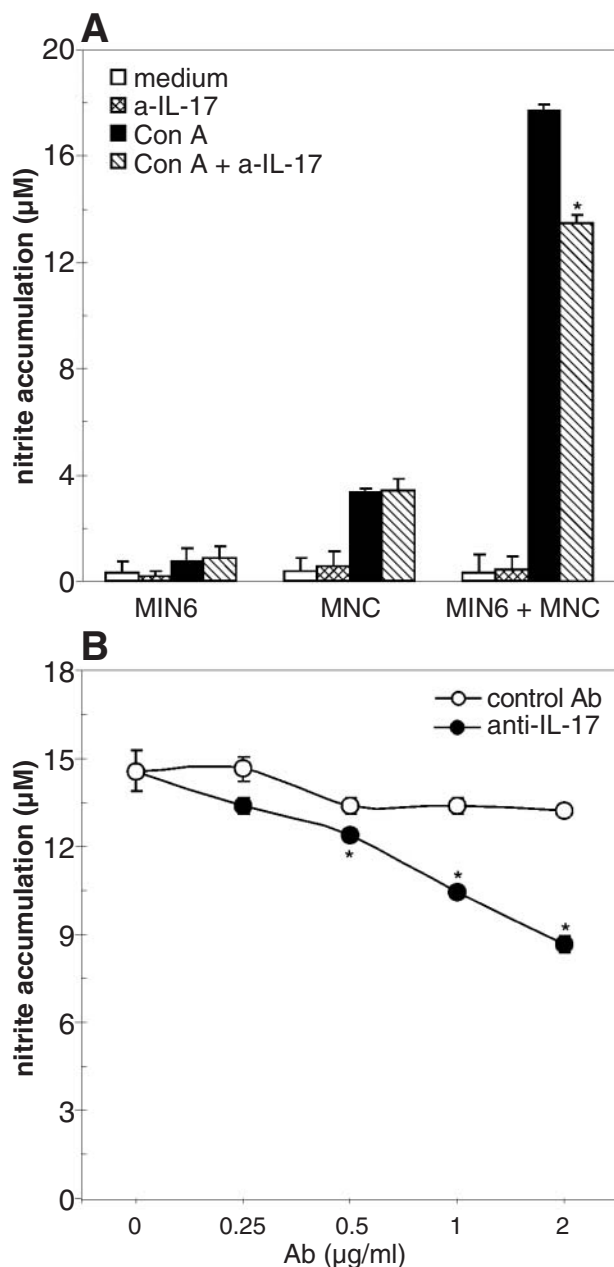 A
20
16
12
8
4
0
nitrite accumulation (µM)
medium
a-IL-17
Con A
Con A + a-IL-17
*
MIN6 MNC MIN6 + MNC
B
18
15
12
9
6
3
0
nitrite accumulation (µM)
control Ab
anti-IL-17
* * *
0 0.25 0.5 1 2
Ab (µg/ml)